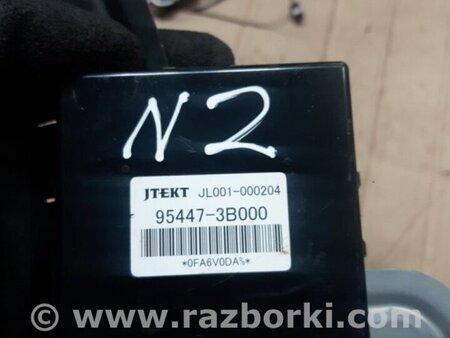 N2
JTEKT JL001-000204
95447-3B000
*0FA6V0DA%*
© www.razborki.com